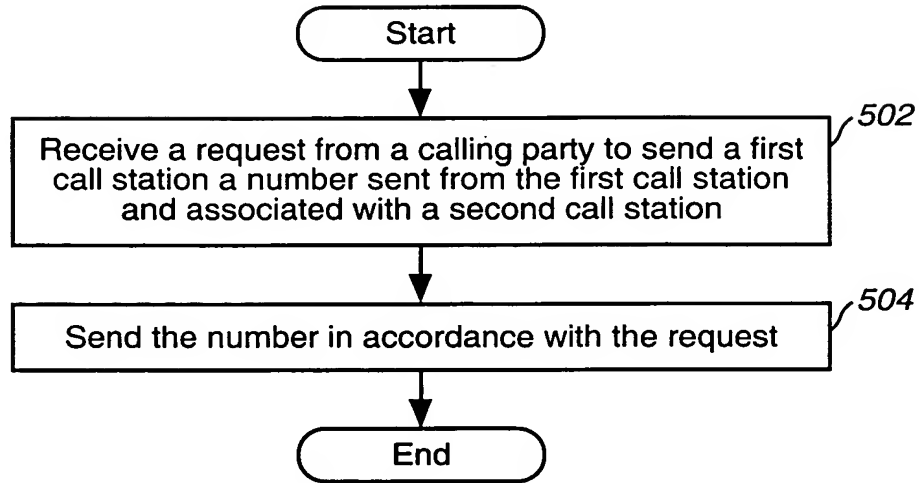 Start
502
Receive a request from a calling party to send a first
call station a number sent from the first call station
and associated with a second call station
504
Send the number in accordance with the request
End